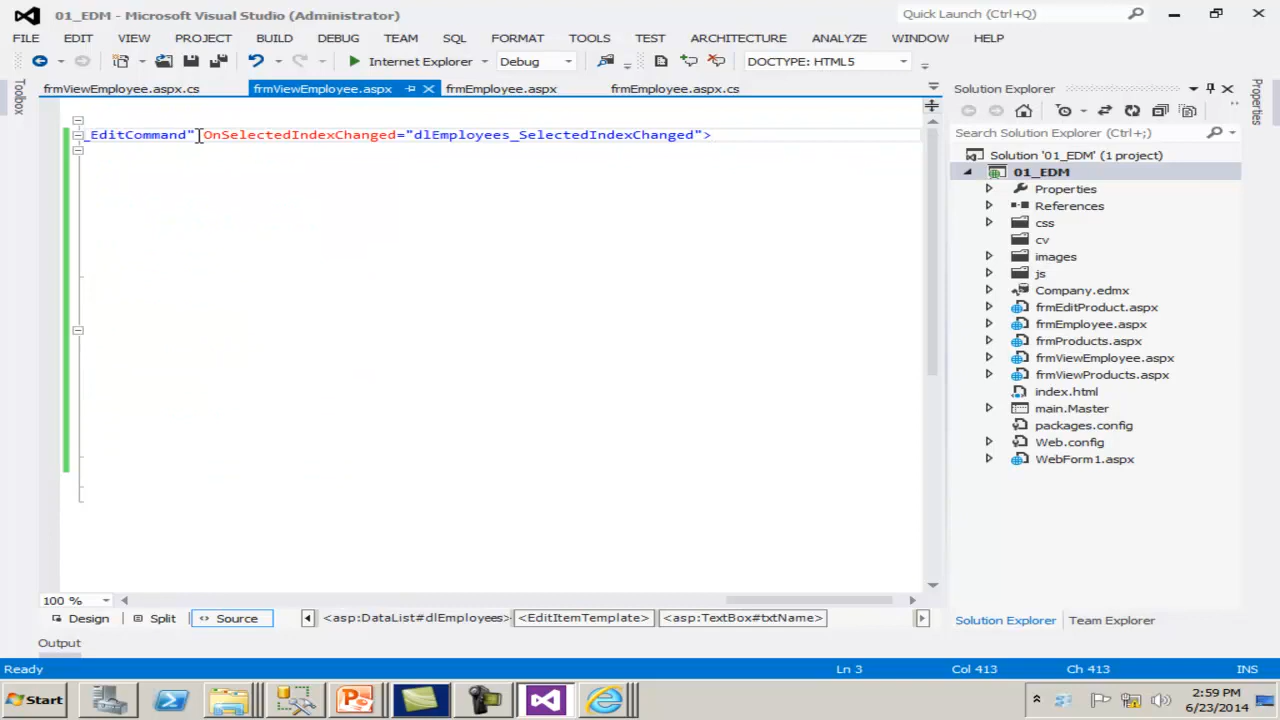 01_EDM - Microsoft Visual Studio (Administrator)
Quick Launch (Ctrl+Q)
FILE EDIT VIEW PROJECT BUILD DEBUG TEAM SQL FORMAT TOOLS TEST ARCHITECTURE ANALYZE WINDOW HELP
Internet Explorer Debug DOCTYPE: HTML5
Toolbox
frmViewEmployee.aspx.cs frmViewEmployee.aspx frmEmployee.aspx frmEmployee.aspx.cs
_EditCommand" OnSelectedIndexChanged="dlEmployees_SelectedIndexChanged">
100 %
Design Split Source <asp:DataList#dlEmployees> <EditItemTemplate> <asp:TextBox#txtName>
Output
Solution Explorer
Search Solution Explorer (Ctrl+;)
Solution '01_EDM' (1 project)
01_EDM
Properties
References
css
cv
images
js
Company.edmx
frmEditProduct.aspx
frmEmployee.aspx
frmProducts.aspx
frmViewEmployee.aspx
frmViewProducts.aspx
index.html
main.Master
packages.config
Web.config
WebForm1.aspx
Solution Explorer Team Explorer
Properties
Ready Ln 3 Col 413 Ch 413 INS
Start
2:59 PM
6/23/2014